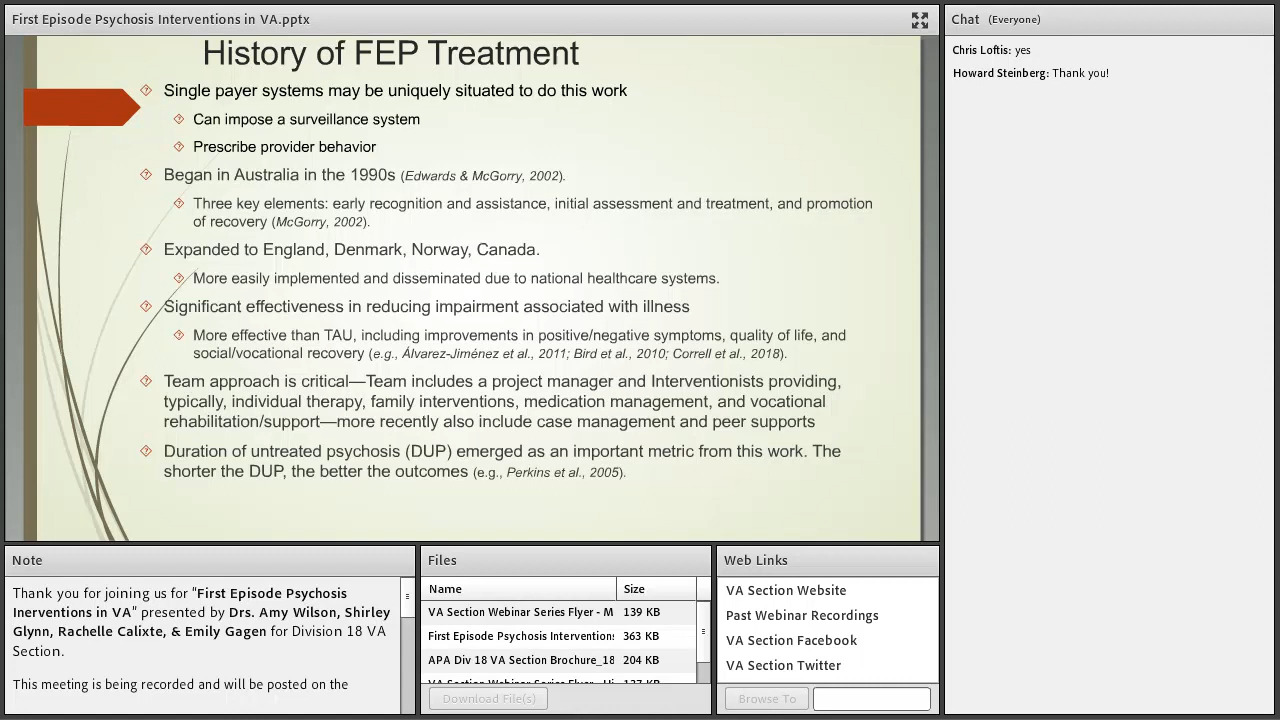 First Episode Psychosis Interventions in VA.pptx
History of FEP Treatment
Single payer systems may be uniquely situated to do this work
Can impose a surveillance system
Prescribe provider behavior
Began in Australia in the 1990s (Edwards & McGorry, 2002).
Three key elements: early recognition and assistance, initial assessment and treatment, and promotion
of recovery (McGorry, 2002).
Expanded to England, Denmark, Norway, Canada.
More easily implemented and disseminated due to national healthcare systems.
Significant effectiveness in reducing impairment associated with illness
More effective than TAU, including improvements in positive/negative symptoms, quality of life, and
social/vocational recovery (e.g., Álvarez-Jiménez et al., 2011; Bird et al., 2010; Correll et al., 2018).
Team approach is critical—Team includes a project manager and Interventionists providing,
typically, individual therapy, family interventions, medication management, and vocational
rehabilitation/support—more recently also include case management and peer supports
Duration of untreated psychosis (DUP) emerged as an important metric from this work. The
shorter the DUP, the better the outcomes (e.g., Perkins et al., 2005).
Chat (Everyone)
Chris Loftis: yes
Howard Steinberg: Thank you!
Note
Thank you for joining us for "First Episode Psychosis
Inerventions in VA" presented by Drs. Amy Wilson, Shirley
Glynn, Rachelle Calixte, & Emily Gagen for Division 18 VA
Section.
This meeting is being recorded and will be posted on the
Files
Name Size
VA Section Webinar Series Flyer - M 139 KB
First Episode Psychosis Interventions 363 KB
APA Div 18 VA Section Brochure_18 204 KB
VA Section Webinar Series Flyer - Hi 137 KB
Download File(s)
Web Links
VA Section Website
Past Webinar Recordings
VA Section Facebook
VA Section Twitter
Browse To